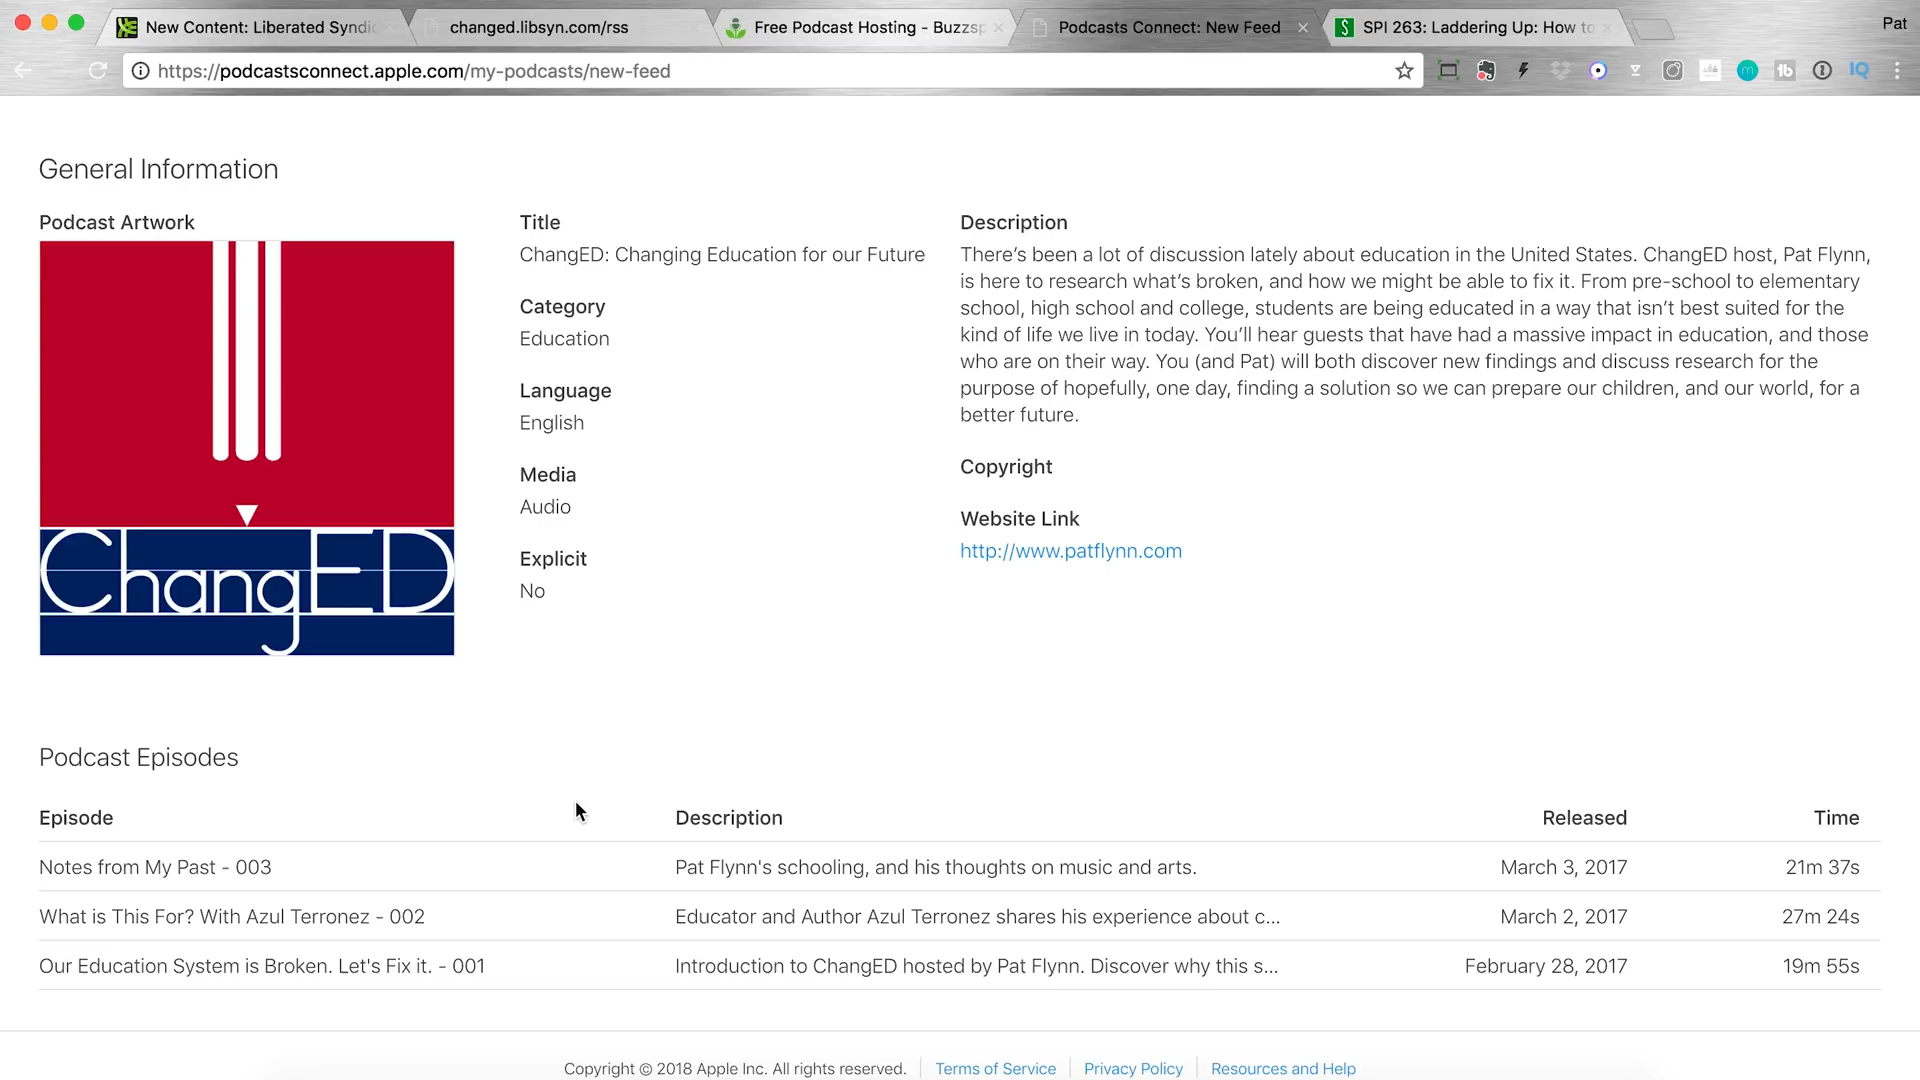 New Content: Liberated Syndic
changed.libsyn.com/rss
Free Podcast Hosting - Buzzsp
Podcasts Connect: New Feed
SPI 263: Laddering Up: How to
Pat
https://podcastsconnect.apple.com/my-podcasts/new-feed
General Information
Podcast Artwork
ChangED
Title
ChangED: Changing Education for our Future
Category
Education
Language
English
Media
Audio
Explicit
No
Description
There’s been a lot of discussion lately about education in the United States. ChangED host, Pat Flynn,
is here to research what’s broken, and how we might be able to fix it. From pre-school to elementary
school, high school and college, students are being educated in a way that isn’t best suited for the
kind of life we live in today. You’ll hear guests that have had a massive impact in education, and those
who are on their way. You (and Pat) will both discover new findings and discuss research for the
purpose of hopefully, one day, finding a solution so we can prepare our children, and our world, for a
better future.
Copyright
Website Link
http://www.patflynn.com
Podcast Episodes
Episode Description Released Time
Notes from My Past - 003 Pat Flynn's schooling, and his thoughts on music and arts. March 3, 2017 21m 37s
What is This For? With Azul Terronez - 002 Educator and Author Azul Terronez shares his experience about c... March 2, 2017 27m 24s
Our Education System is Broken. Let's Fix it. - 001 Introduction to ChangED hosted by Pat Flynn. Discover why this s... February 28, 2017 19m 55s
Copyright © 2018 Apple Inc. All rights reserved. Terms of Service Privacy Policy Resources and Help